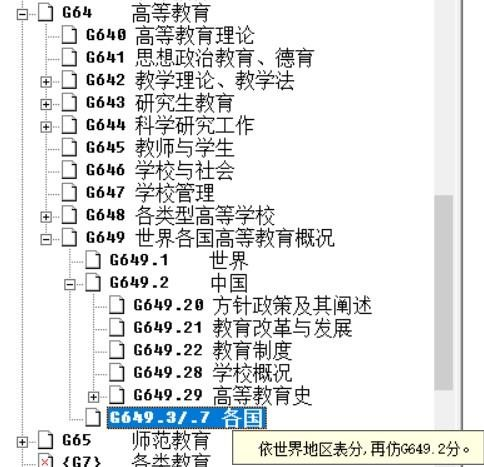 G64 高等教育
G640 高等教育理论
G641 思想政治教育、德育
G642 教学理论、教学法
G643 研究生教育
G644 科学研究工作
G645 教师与学生
G646 学校与社会
G647 学校管理
G648 各类型高等学校
G649 世界各国高等教育概况
G649.1 世界
G649.2 中国
G649.20 方针政策及其阐述
G649.21 教育改革与发展
G649.22 教育制度
G649.28 学校概况
G649.29 高等教育史
G649.3/.7 各国
G65 师范教育
依世界地区表分,再仿G649.2分。
{G7} 各类教育